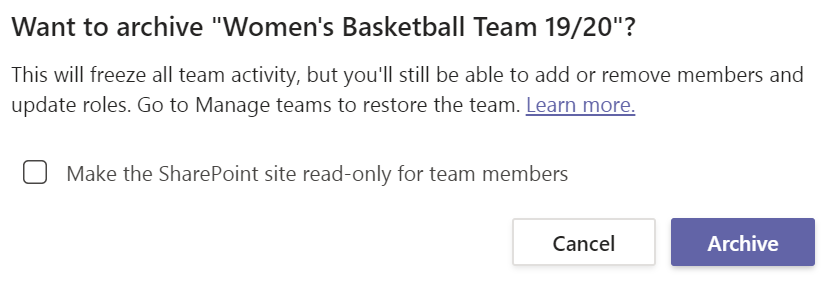 Want to archive "Women's Basketball Team 19/20"?
This will freeze all team activity, but you'll still be able to add or remove members and
update roles. Go to Manage teams to restore the team. Learn more.
Make the SharePoint site read-only for team members
Cancel
Archive